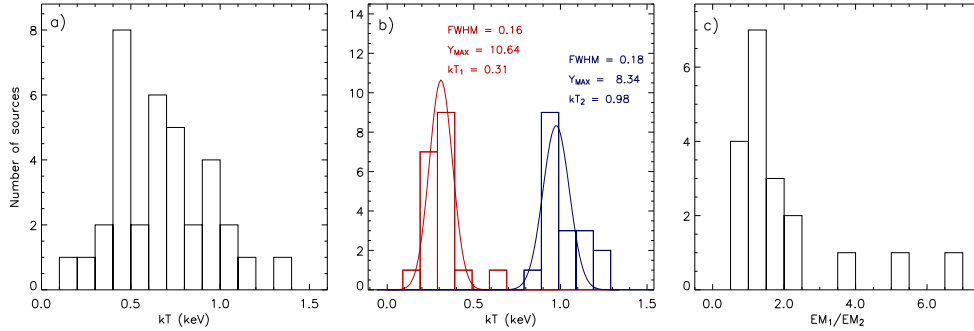 a)
Number of sources
8
6
4
2
0
0.0 0.5 1.0 1.5
kT (keV)
b)
FWHM = 0.16
Y_MAX = 10.64
kT_1 = 0.31
FWHM = 0.18
Y_MAX = 8.34
kT_2 = 0.98
14
12
10
8
6
4
2
0
0.0 0.5 1.0 1.5
kT (keV)
c)
6
4
2
0
0.0 2.0 4.0 6.0
EM_1/EM_2